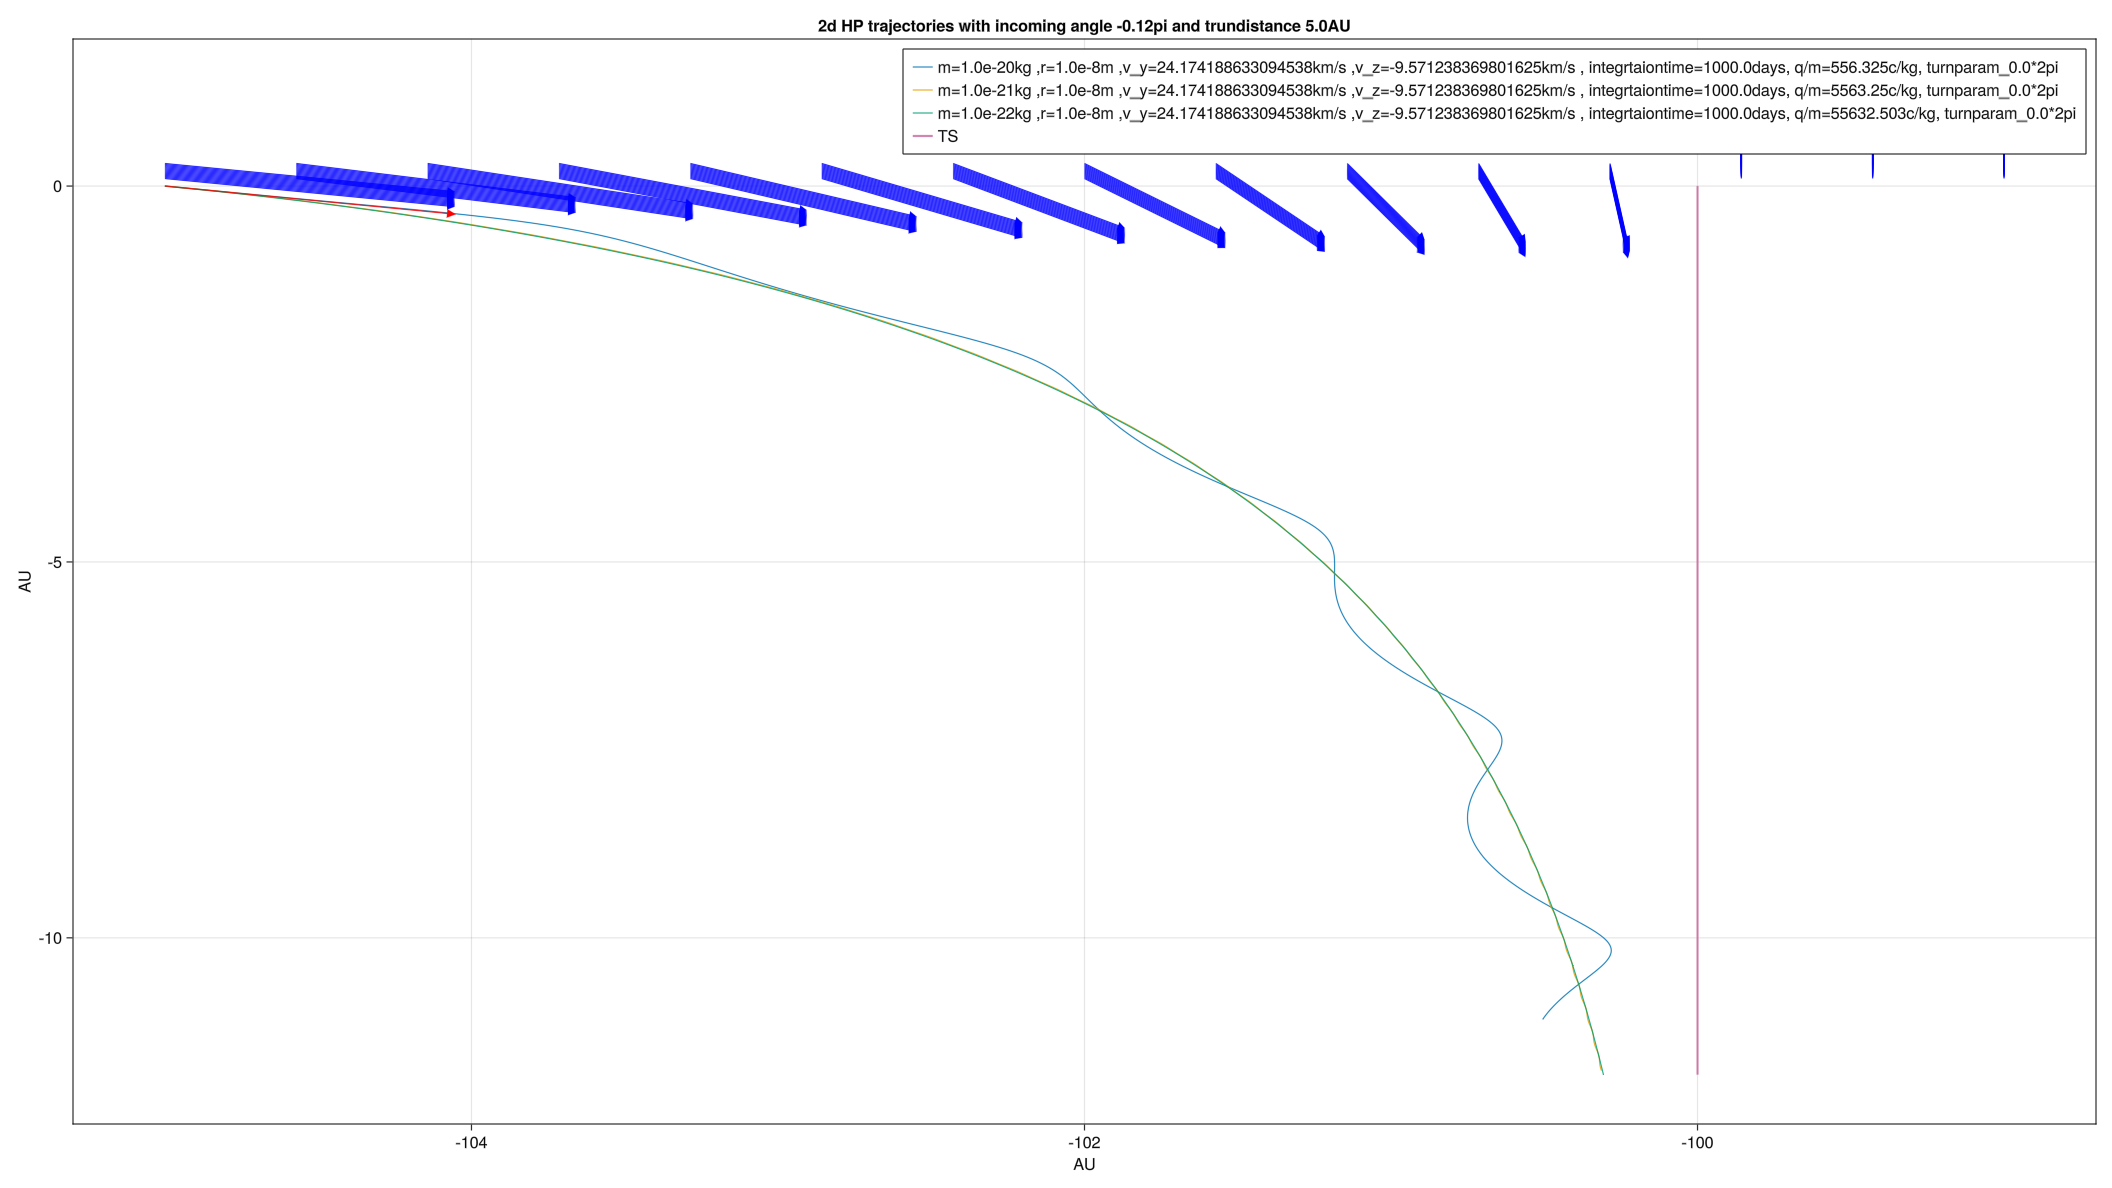 2d HP trajectories with incoming angle -0.12pi and trundistance 5.0AU
m=1.0e-20kg ,r=1.0e-8m ,v_y=24.174188633094538km/s ,v_z=-9.571238369801625km/s , integrtaiontime=1000.0days, q/m=556.325c/kg, turnparam_0.0*2pi
m=1.0e-21kg ,r=1.0e-8m ,v_y=24.174188633094538km/s ,v_z=-9.571238369801625km/s , integrtaiontime=1000.0days, q/m=5563.25c/kg, turnparam_0.0*2pi
m=1.0e-22kg ,r=1.0e-8m ,v_y=24.174188633094538km/s ,v_z=-9.571238369801625km/s , integrtaiontime=1000.0days, q/m=55632.503c/kg, turnparam_0.0*2pi
TS
0
-5
-10
AU
-104
-102
-100
AU